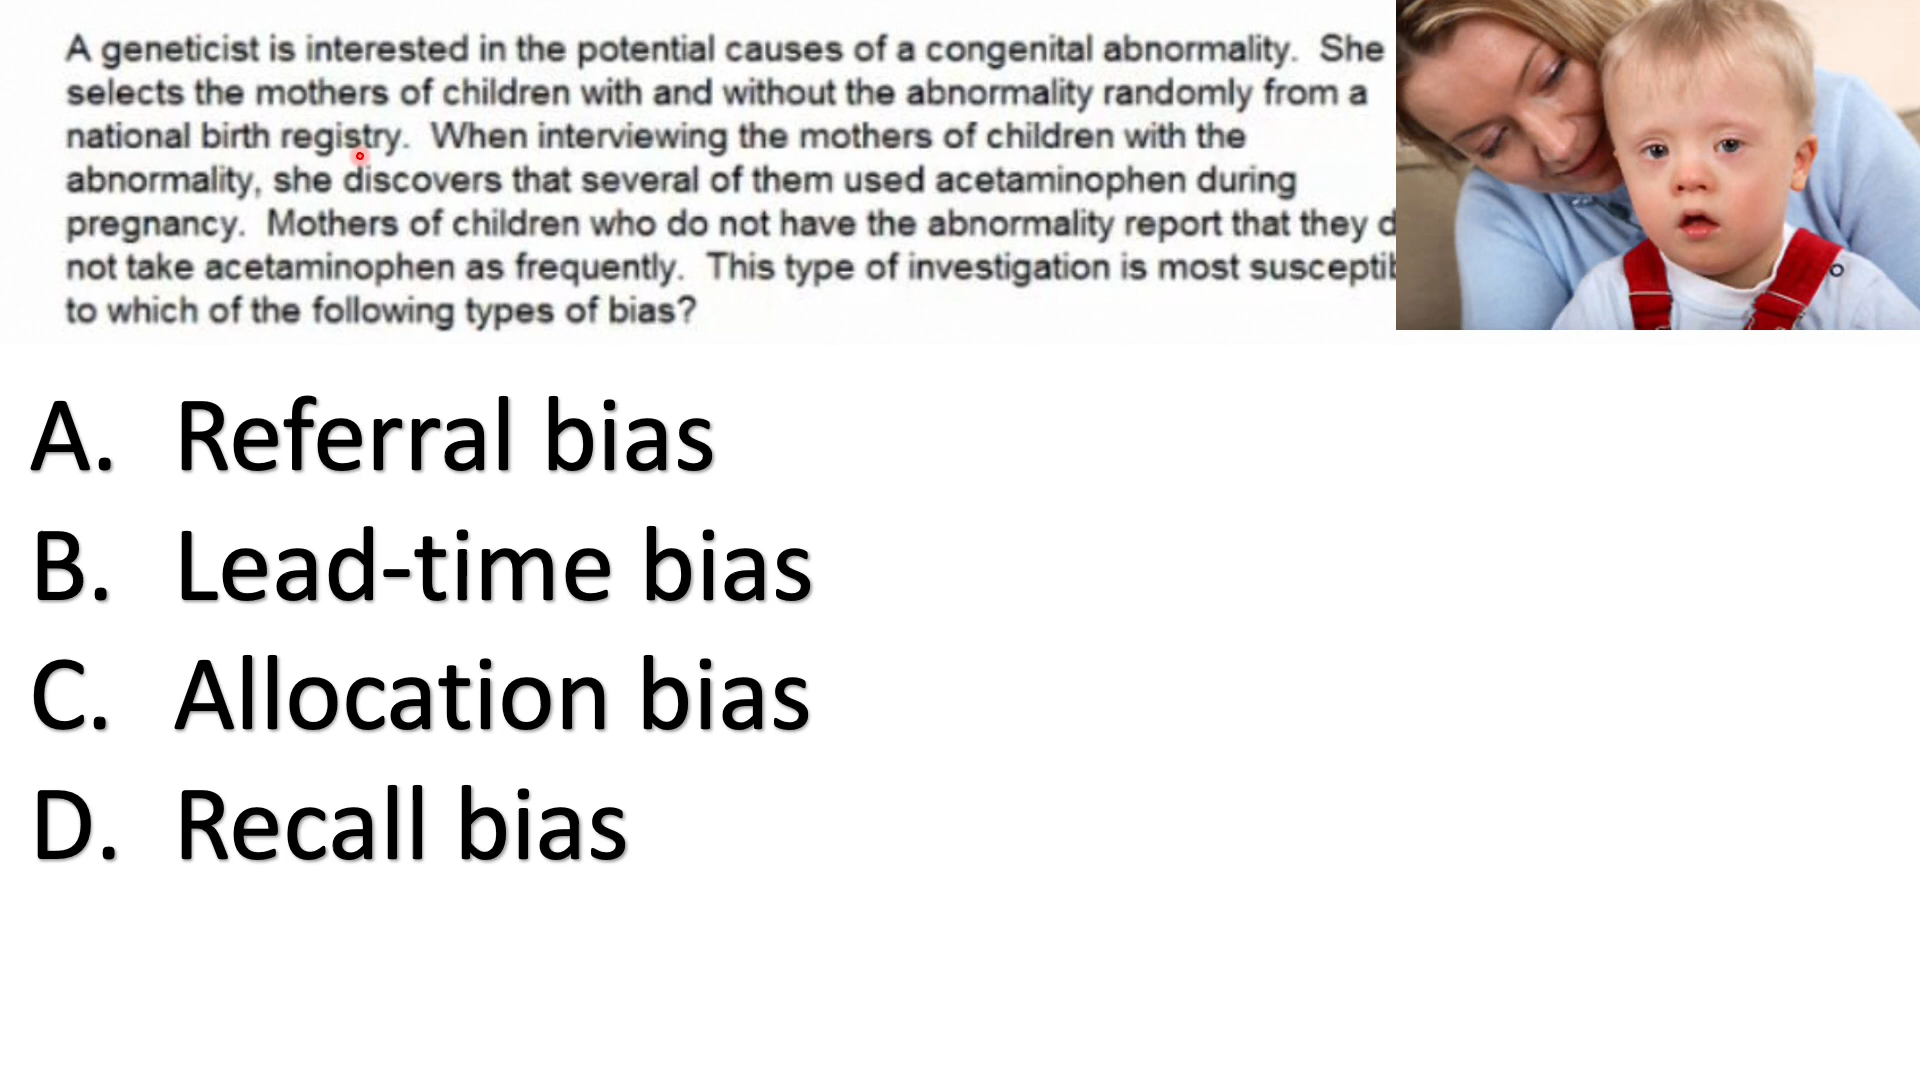 A geneticist is interested in the potential causes of a congenital abnormality. She
selects the mothers of children with and without the abnormality randomly from a
national birth registry. When interviewing the mothers of children with the
abnormality, she discovers that several of them used acetaminophen during
pregnancy. Mothers of children who do not have the abnormality report that they
not take acetaminophen as frequently. This type of investigation is most
to which of the following types of bias?
A. Referral bias
B. Lead-time bias
C. Allocation bias
D. Recall bias